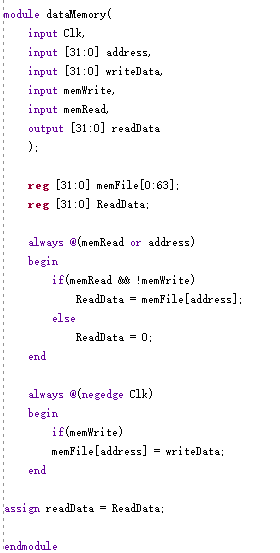 module dataMemory(
    input Clk,
    input [31:0] address,
    input [31:0] writeData,
    input memWrite,
    input memRead,
    output [31:0] readData
    );
    reg [31:0] memFile[0:63];
    reg [31:0] ReadData;
    always @(memRead or address)
    begin
        if(memRead && !memWrite)
            ReadData = memFile[address];
        else
            ReadData = 0;
    end
    always @(negedge Clk)
    begin
        if(memWrite)
        memFile[address] = writeData;
    end
assign readData = ReadData;
endmodule